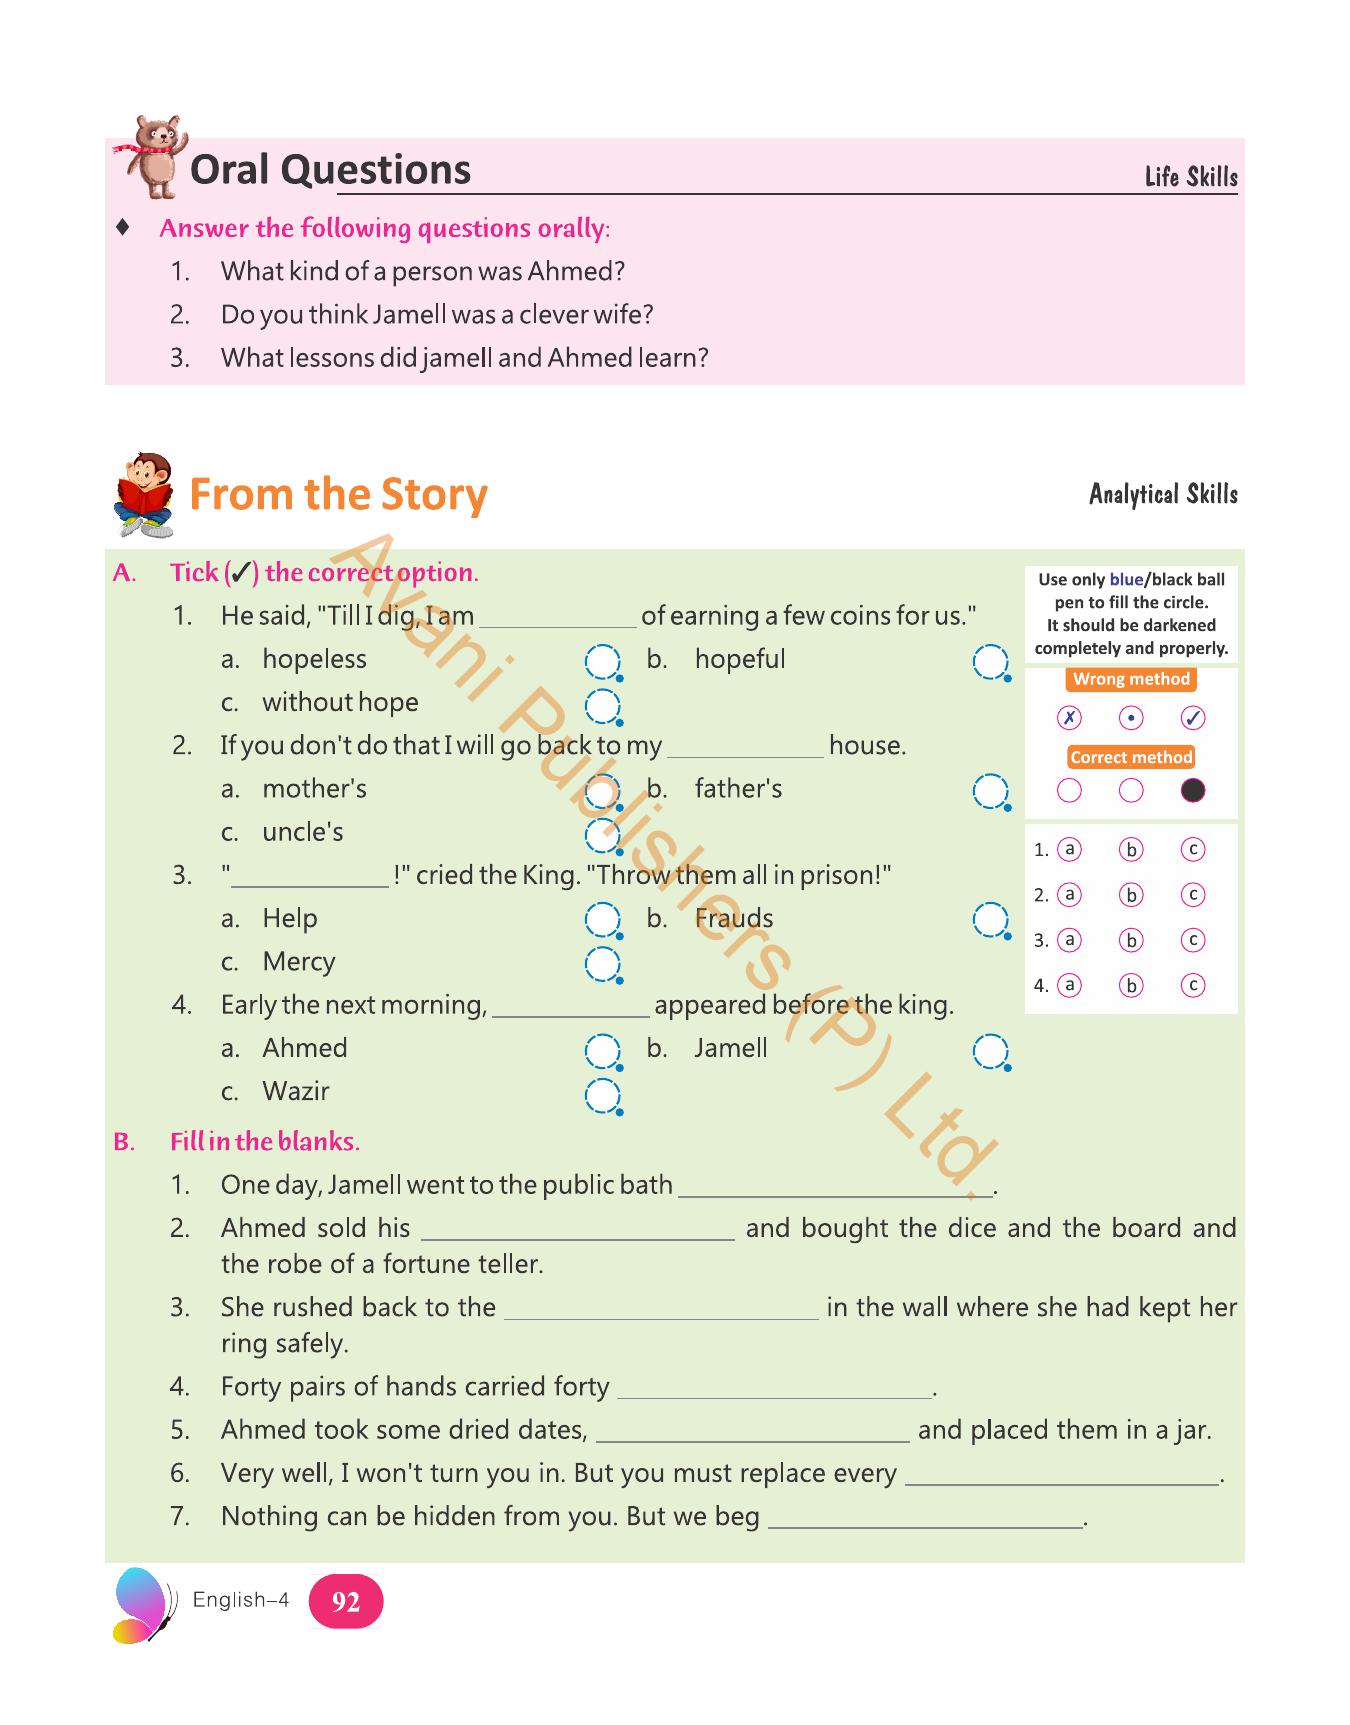 Oral Questions
Life Skills
♦ Answer the following questions orally:
1. What kind of a person was Ahmed?
2. Do you think Jamell was a clever wife?
3. What lessons did jamell and Ahmed learn?
From the Story
Analytical Skills
A. Tick (✓) the correct option.
1. He said, "Till I dig, I am ____________ of earning a few coins for us."
a. hopeless b. hopeful
c. without hope
2. If you don't do that I will go back to my ____________ house.
a. mother's b. father's
c. uncle's
3. "____________ !" cried the King. "Throw them all in prison!"
a. Help b. Frauds
c. Mercy
4. Early the next morning, ____________ appeared before the king.
a. Ahmed b. Jamell
c. Wazir
Use only blue/black ball
pen to fill the circle.
It should be darkened
completely and properly.
Wrong method
✗ • ✓
Correct method
1. a b c
2. a b c
3. a b c
4. a b c
B. Fill in the blanks.
1. One day, Jamell went to the public bath ________________________.
2. Ahmed sold his ________________________ and bought the dice and the board and
the robe of a fortune teller.
3. She rushed back to the ________________________ in the wall where she had kept her
ring safely.
4. Forty pairs of hands carried forty ________________________.
5. Ahmed took some dried dates, ________________________ and placed them in a jar.
6. Very well, I won't turn you in. But you must replace every ________________________.
7. Nothing can be hidden from you. But we beg ________________________.
Avani Publishers (P) Ltd.
English–4 92